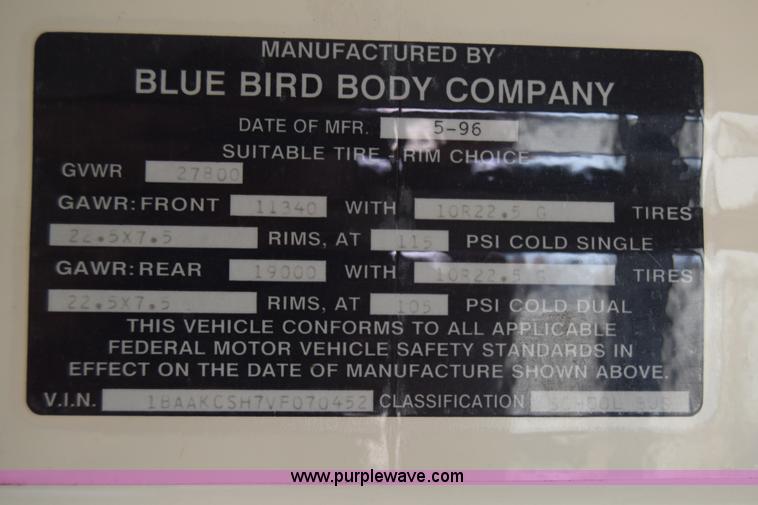 MANUFACTURED BY
BLUE BIRD BODY COMPANY
DATE OF MFR. 5-96
SUITABLE TIRE - RIM CHOICE
GVWR 27800
GAWR: FRONT 11340 WITH 10R22.5 G TIRES
22.5X7.5 RIMS, AT 115 PSI COLD SINGLE
GAWR: REAR 19000 WITH 10R22.5 G TIRES
22.5X7.5 RIMS, AT 105 PSI COLD DUAL
THIS VEHICLE CONFORMS TO ALL APPLICABLE
FEDERAL MOTOR VEHICLE SAFETY STANDARDS IN
EFFECT ON THE DATE OF MANUFACTURE SHOWN ABOVE.
V.I.N. 1BAAKCSH7VF070452 CLASSIFICATION SCHOOL BUS
www.purplewave.com